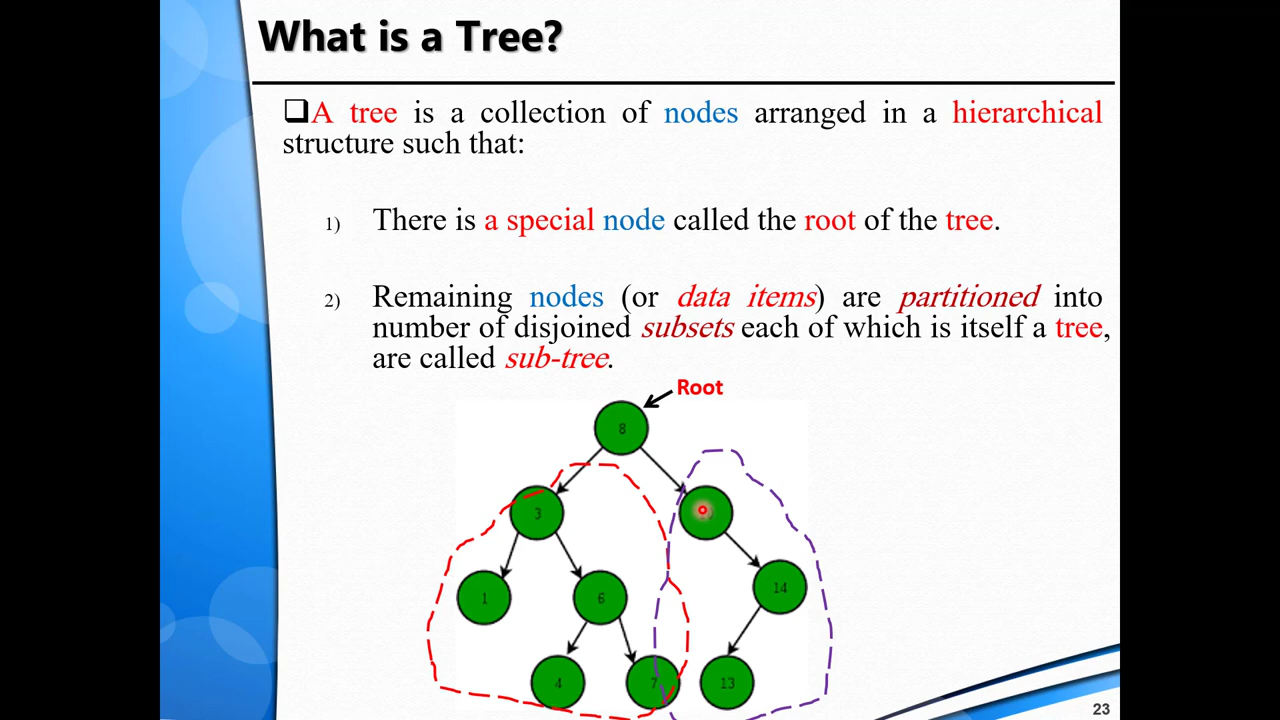 What is a Tree?
A tree is a collection of nodes arranged in a hierarchical
structure such that:
1) There is a special node called the root of the tree.
2) Remaining nodes (or data items) are partitioned into
number of disjoined subsets each of which is itself a tree,
are called sub-tree.
Root
8
3
1
6
14
4
7
13
23